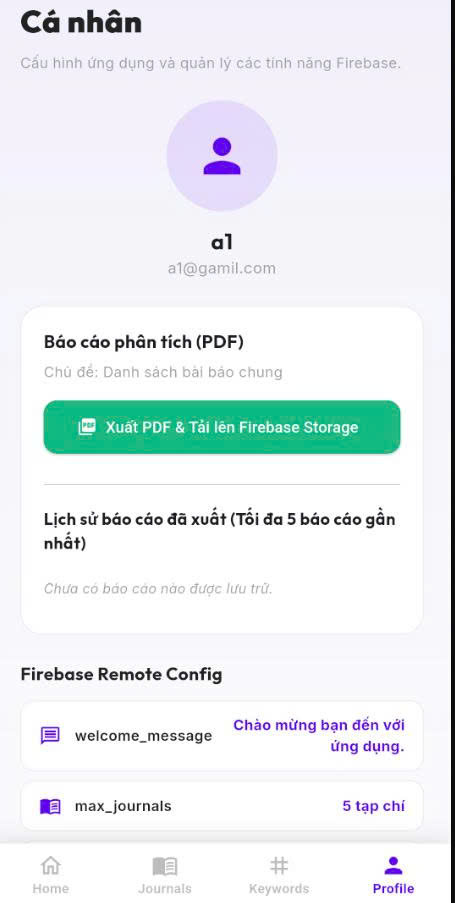 Cá nhân
Cấu hình ứng dụng và quản lý các tính năng Firebase.
a1
a1@gamil.com
Báo cáo phân tích (PDF)
Chủ đề: Danh sách bài báo chung
PDF Xuất PDF & Tải lên Firebase Storage
Lịch sử báo cáo đã xuất (Tối đa 5 báo cáo gần
nhất)
Chưa có báo cáo nào được lưu trữ.
Firebase Remote Config
welcome_message
Chào mừng bạn đến với
ứng dụng.
max_journals
5 tạp chí
Home
Journals
Keywords
Profile